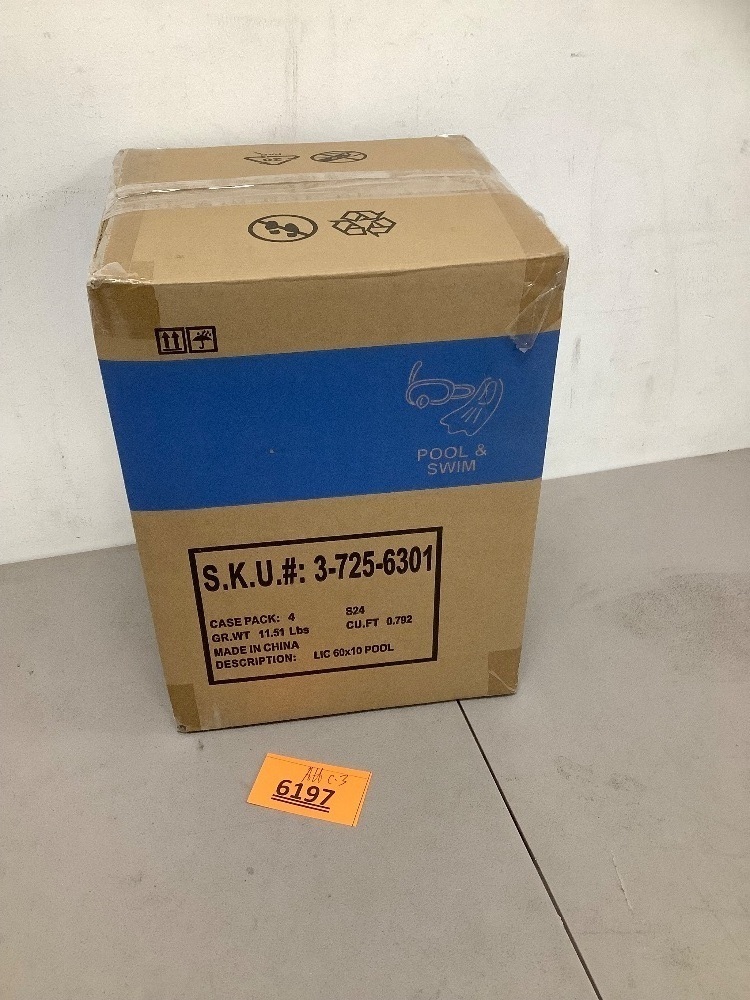 POOL &
SWIM
S.K.U.#: 3-725-6301
CASE PACK: 4 S24
GR.WT 11.51 Lbs CU.FT 0.792
MADE IN CHINA
DESCRIPTION: LIC 60x10 POOL
C-3
6197